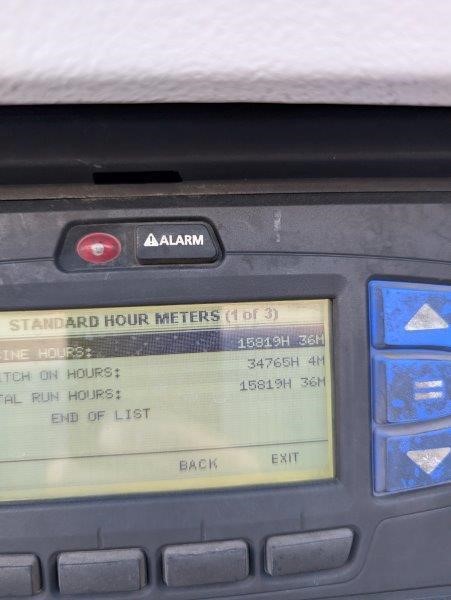 ⚠ALARM
STANDARD HOUR METERS (1 of 3)
INE HOURS: 15819H 36M
ITCH ON HOURS: 34765H 4M
TAL RUN HOURS: 15819H 36M
END OF LIST
BACK EXIT